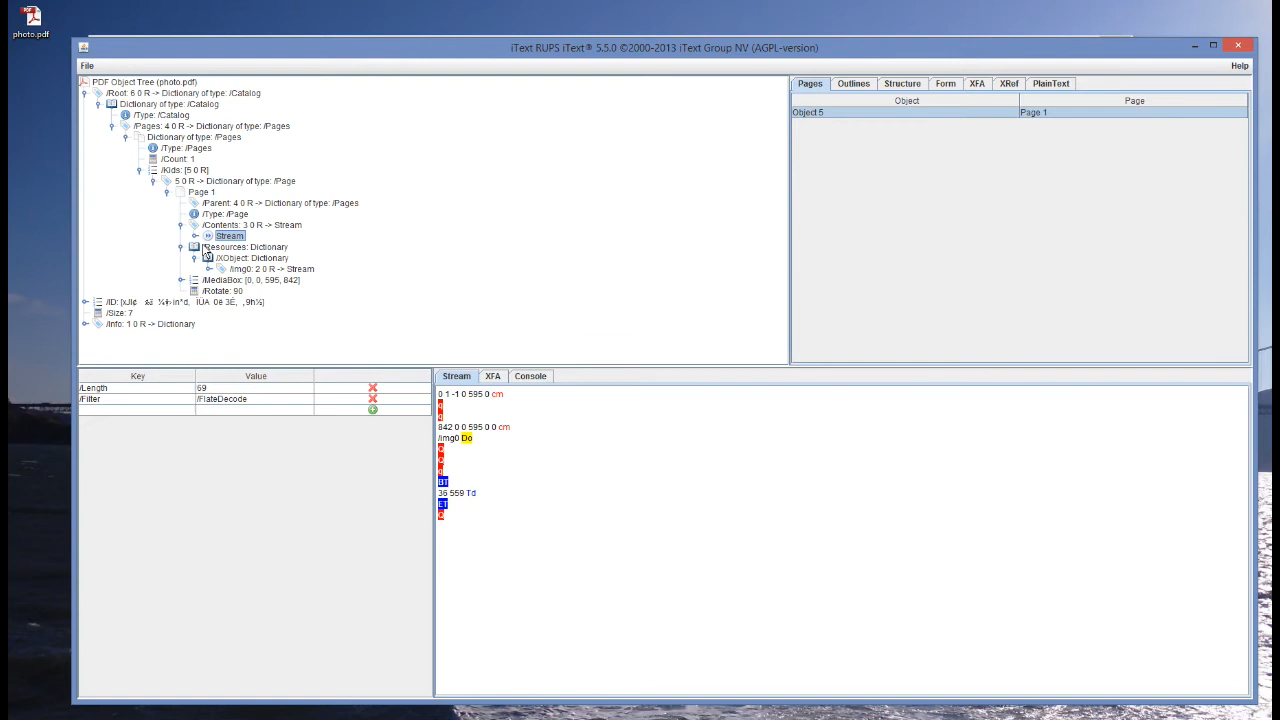 photo.pdf
iText RUPS iText® 5.5.0 ©2000-2013 iText Group NV (AGPL-version)
File
Help
PDF Object Tree (photo.pdf)
/Root: 6 0 R -> Dictionary of type: /Catalog
Dictionary of type: /Catalog
/Type: /Catalog
/Pages: 4 0 R -> Dictionary of type: /Pages
Dictionary of type: /Pages
/Type: /Pages
/Count: 1
/Kids: [5 0 R]
5 0 R -> Dictionary of type: /Page
Page 1
/Parent: 4 0 R -> Dictionary of type: /Pages
/Type: /Page
/Contents: 3 0 R -> Stream
Stream
/Resources: Dictionary
/XObject: Dictionary
/img0: 2 0 R -> Stream
/MediaBox: [0, 0, 595, 842]
/Rotate: 90
/ID:
/Size: 7
/Info: 1 0 R -> Dictionary
Pages Outlines Structure Form XFA XRef PlainText
Object Page
Object 5 Page 1
Key Value
/Length 69
/Filter /FlateDecode
Stream XFA Console
0 1 -1 0 595 0 cm
q
q
842 0 0 595 0 0 cm
/img0 Do
Q
Q
q
BT
36 559 Td
ET
Q